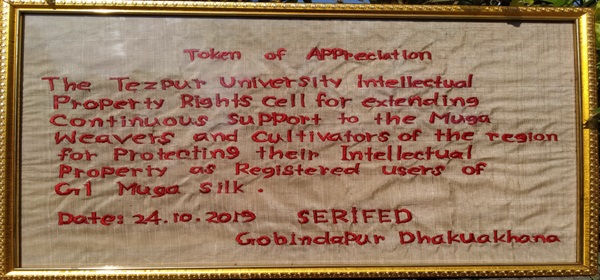 Token of Appreciation
The Tezpur University Intellectual
Property Rights cell for extending
Continuous support to the Muga
Weavers and Cultivators of the region
for Protecting their Intellectual
Property as Registered users of
GI Muga Silk.
Date: 24.10.2019 SERIFED
Gobindapur Dhakuakhana